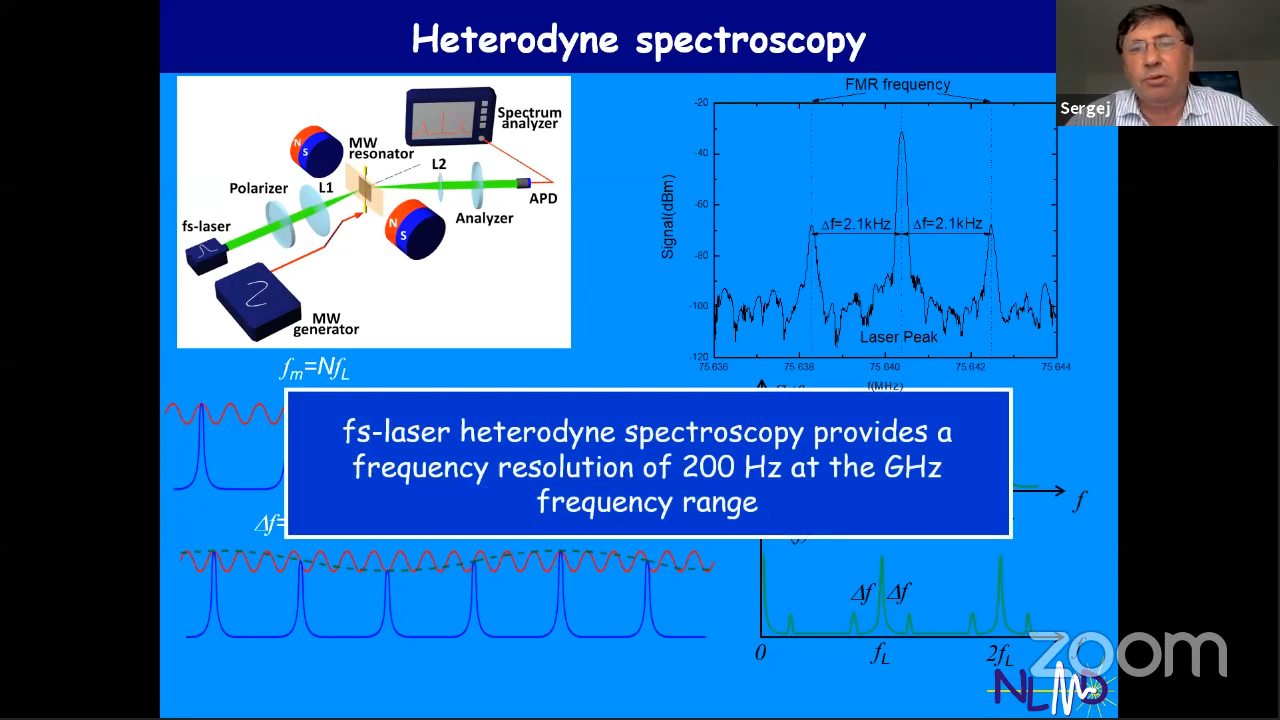 Heterodyne spectroscopy
Sergej
Spectrum
analyzer
N
S
MW
resonator
L2
Polarizer
L1
APD
fs-laser
Analyzer
N
S
MW
generator
FMR frequency
Signal(dBm)
-20
-40
-60
-80
-100
-120
Δf=2.1kHz
Δf=2.1kHz
Laser Peak
75.636
75.638
75.640
75.642
75.644
f(MHz)
fm=NfL
fs-laser heterodyne spectroscopy provides a
frequency resolution of 200 Hz at the GHz
frequency range
f
Δf=
Δf
Δf
0
fL
2fL
zoom
NLMD